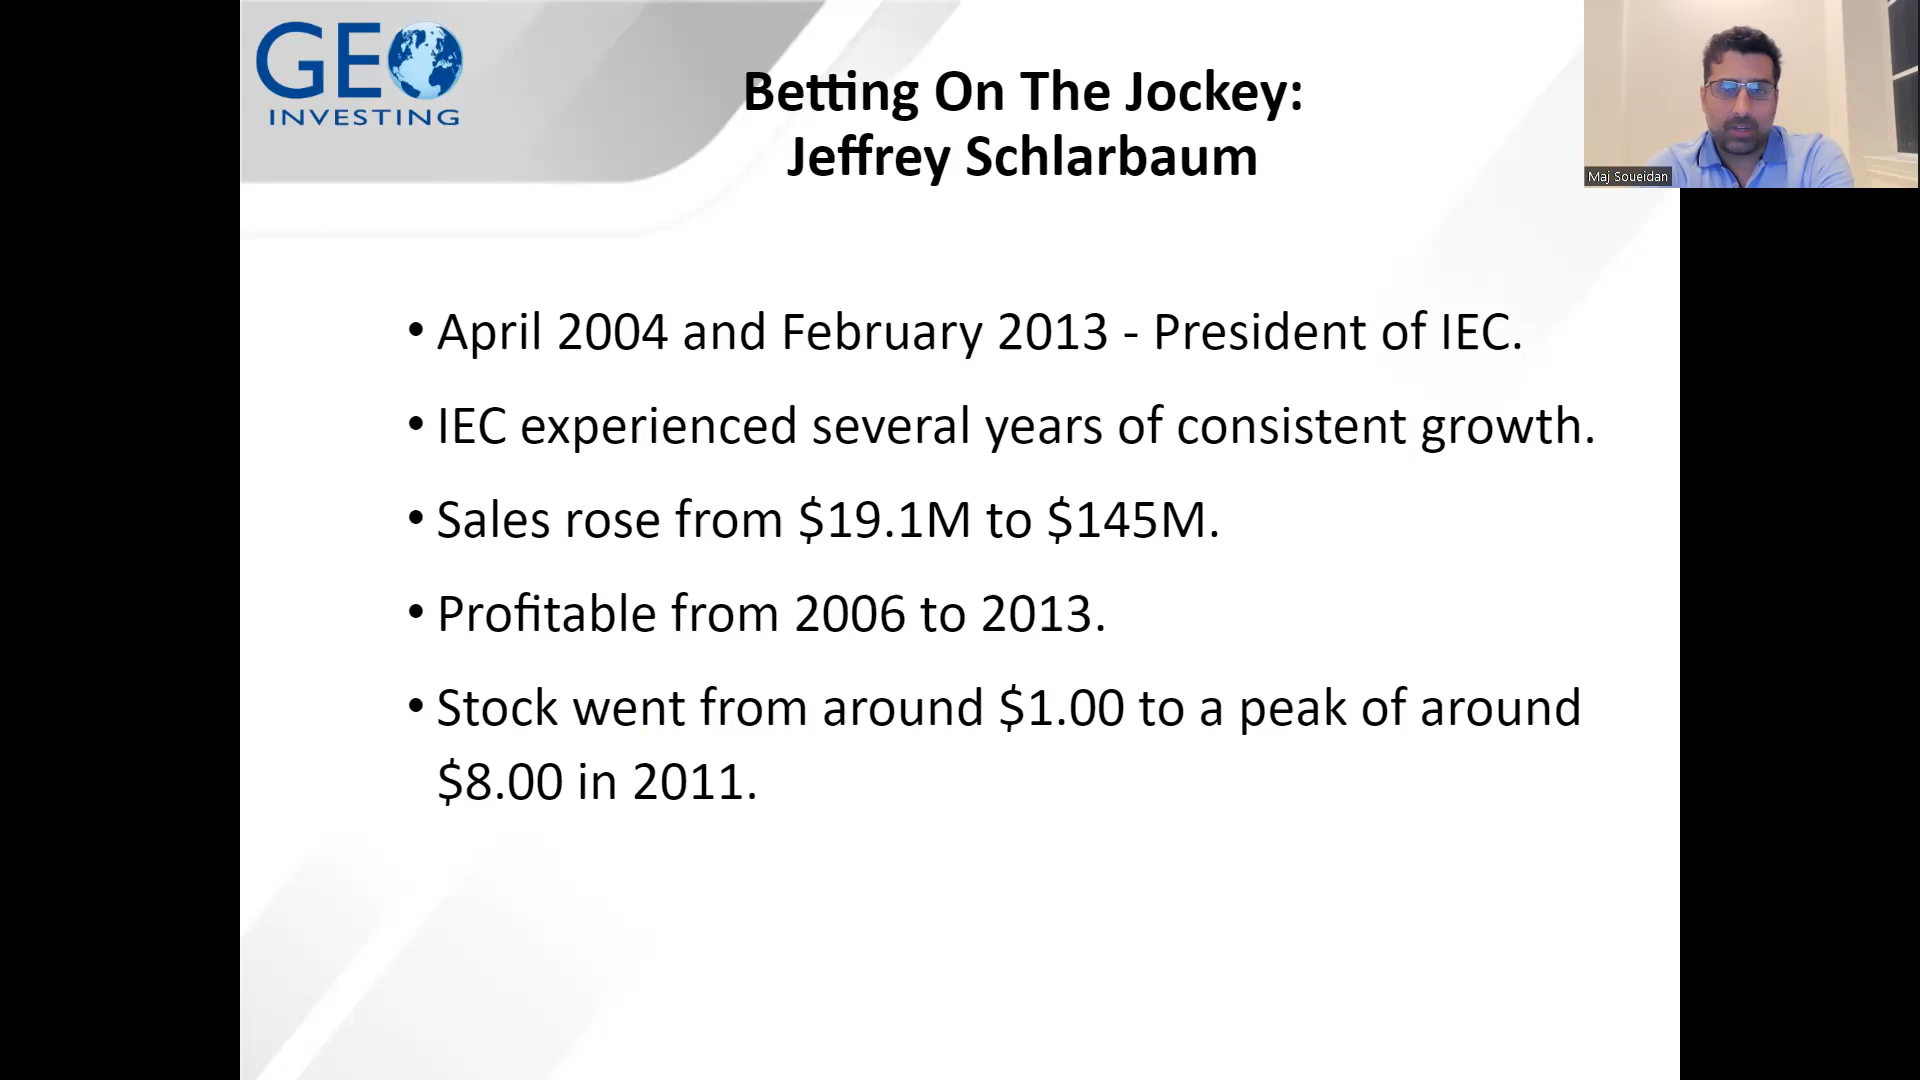 GEO
INVESTING
Betting On The Jockey:
Jeffrey Schlarbaum
Maj Soueidan
• April 2004 and February 2013 - President of IEC.
• IEC experienced several years of consistent growth.
• Sales rose from $19.1M to $145M.
• Profitable from 2006 to 2013.
• Stock went from around $1.00 to a peak of around
$8.00 in 2011.